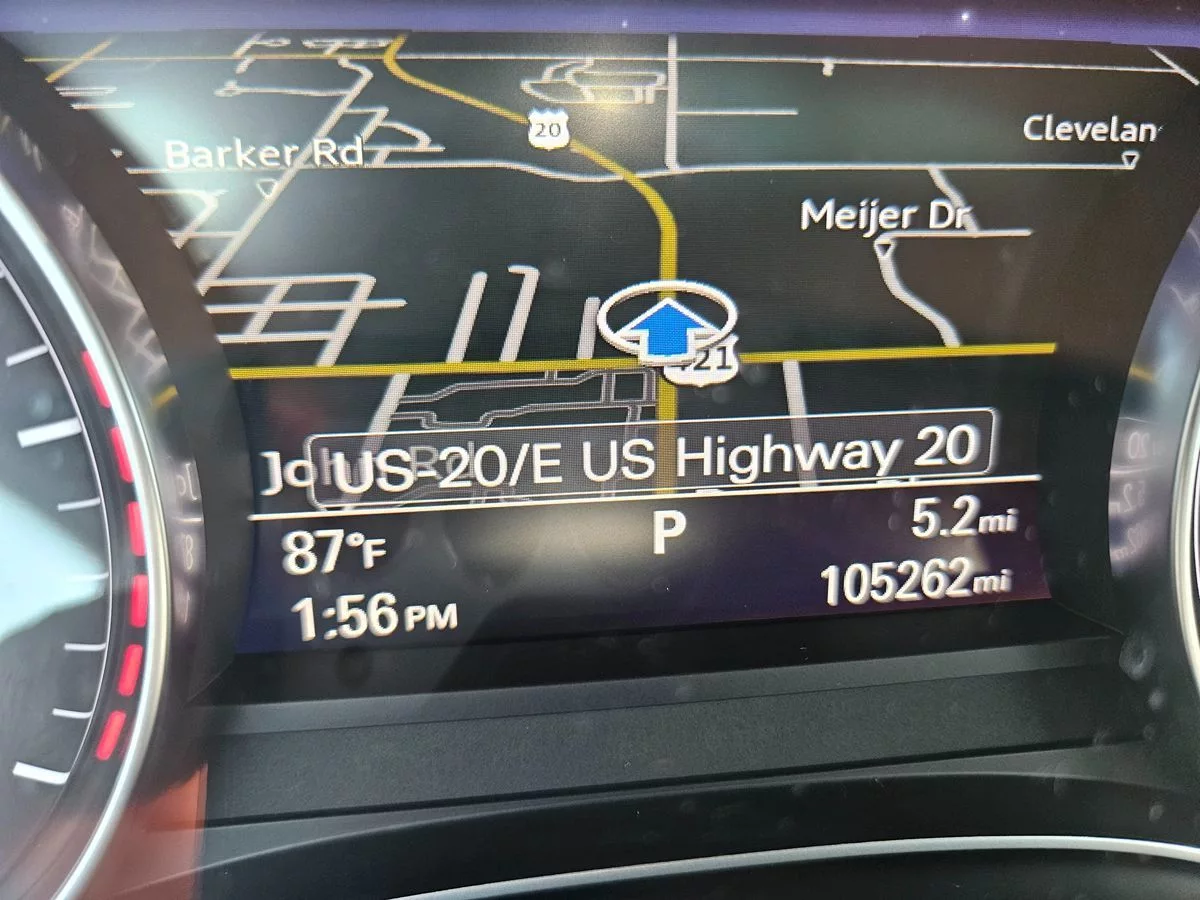 20
Clevelan
Barker Rd
Meijer Dr
421
US-20/E US Highway 20
87°F
P
5.2mi
1:56 PM
105262mi